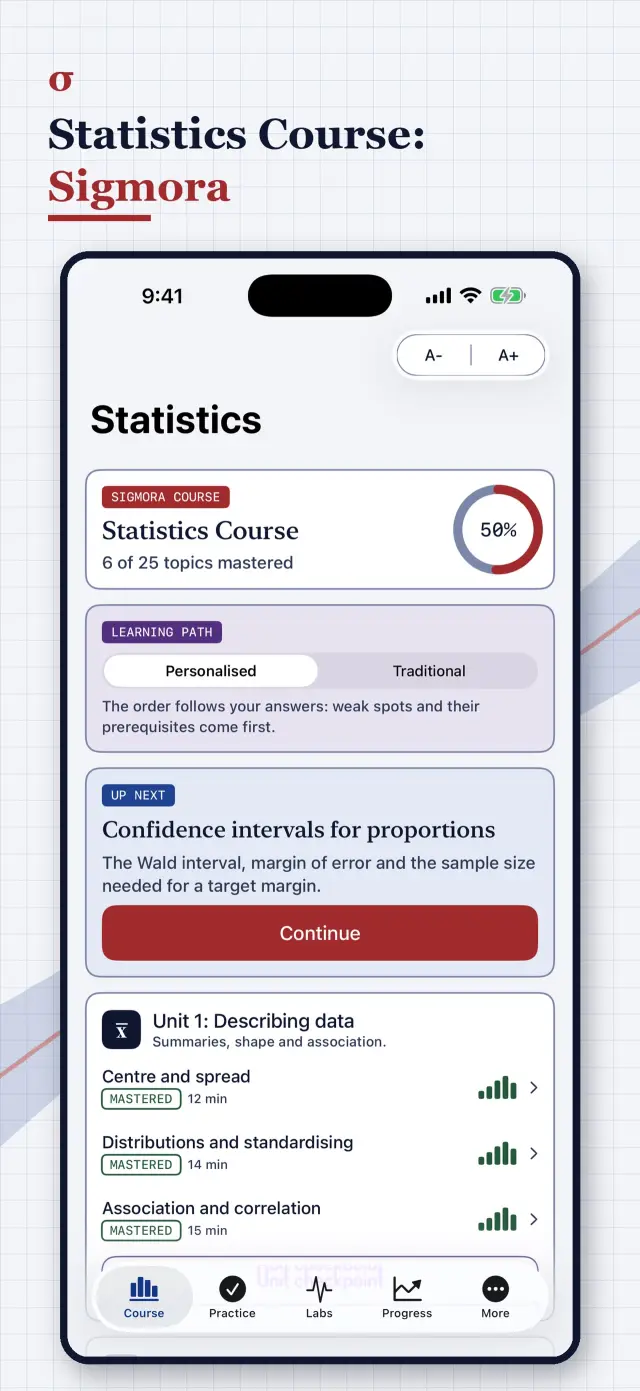 σ
Statistics Course:
Sigmora
9:41
A- | A+
Statistics
SIGMORA COURSE
Statistics Course
6 of 25 topics mastered
50%
LEARNING PATH
Personalised
Traditional
The order follows your answers: weak spots and their
prerequisites come first.
UP NEXT
Confidence intervals for proportions
The Wald interval, margin of error and the sample size
needed for a target margin.
Continue
x̅
Unit 1: Describing data
Summaries, shape and association.
Centre and spread
MASTERED 12 min
Distributions and standardising
MASTERED 14 min
Association and correlation
MASTERED 15 min
Unit checkpoint
Course
Practice
Labs
Progress
More